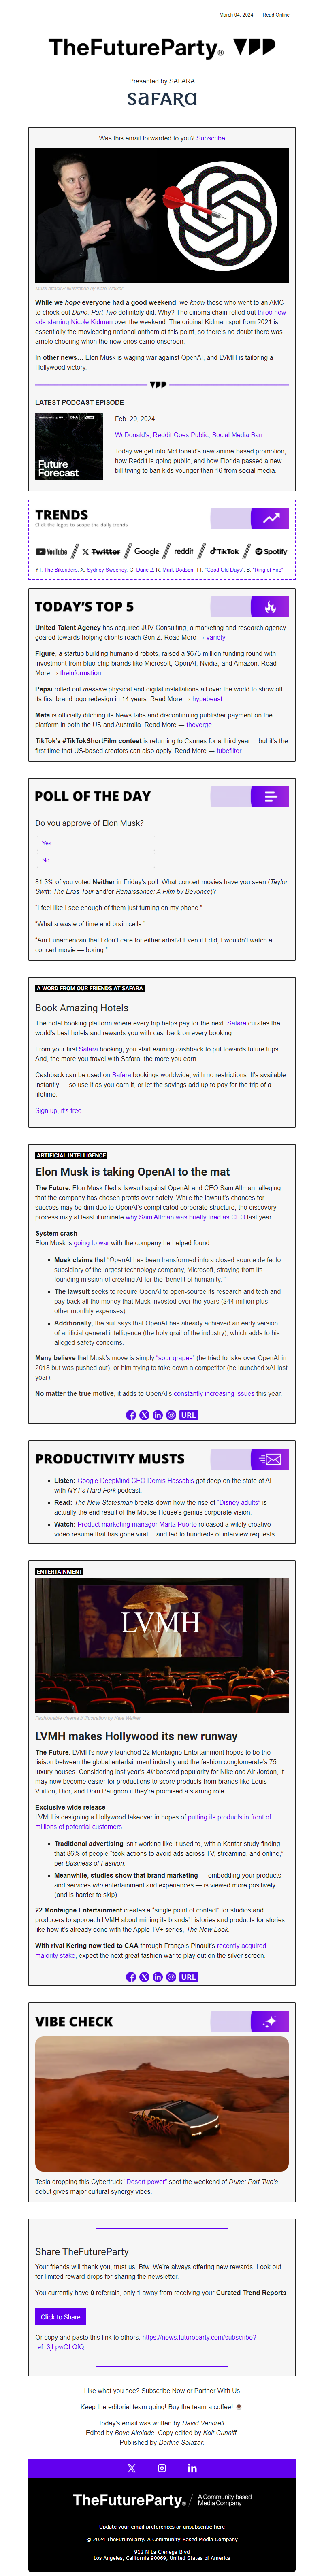 March 04, 2024 | Read Online
TheFutureParty®
Presented by SAFARA
SAFARA
Was this email forwarded to you? Subscribe
Musk attack // Illustration by Kate Walker
While we hope everyone had a good weekend, we know those who went to an AMC
to check out Dune: Part Two definitely did. Why? The cinema chain rolled out three new
ads starring Nicole Kidman over the weekend. The original Kidman spot from 2021 is
essentially the moviegoing national anthem at this point, so there's no doubt there was
ample cheering when the new ones came onscreen.
In other news… Elon Musk is waging war against OpenAI, and LVMH is tailoring a
Hollywood victory.
LATEST PODCAST EPISODE
Future
Forecast
Feb. 29, 2024
McDonald's, Reddit Goes Public, Social Media Ban
Today we get into McDonald's new anime-based promotion,
how Reddit is going public, and how Florida passed a new
bill trying to ban kids younger than 16 from social media.
TRENDS
Click the logos to scope the daily trends
YouTube / X Twitter / Google / reddit / TikTok / Spotify
YT: The Bikeriders, X: Sydney Sweeney, G: Dune 2, R: Mark Dodson, TT: "Good Old Days", S: "Ring of Fire"
TODAY'S TOP 5
United Talent Agency has acquired JUV Consulting, a marketing and research agency
geared towards helping clients reach Gen Z. Read More → variety
Figure, a startup building humanoid robots, raised a $675 million funding round with
investment from blue-chip brands like Microsoft, OpenAI, Nvidia, and Amazon. Read
More → theinformation
Pepsi rolled out massive physical and digital installations all over the world to show off
its first brand logo redesign in 14 years. Read More → hypebeast
Meta is officially ditching its News tabs and discontinuing publisher payment on the
platform in both the US and Australia. Read More → theverge
TikTok's #TikTokShortFilm contest is returning to Cannes for a third year… but it's the
first time that US-based creators can also apply. Read More → tubefilter
POLL OF THE DAY
Do you approve of Elon Musk?
Yes
No
81.3% of you voted Neither in Friday's poll: What concert movies have you seen (Taylor
Swift: The Eras Tour and/or Renaissance: A Film by Beyoncé)?
"I feel like I see enough of them just turning on my phone."
"What a waste of time and brain cells."
"Am I unamerican that I don't care for either artist?! Even if I did, I wouldn't watch a
concert movie — boring."
A WORD FROM OUR FRIENDS AT SAFARA
Book Amazing Hotels
The hotel booking platform where every trip helps pay for the next. Safara curates the
world's best hotels and rewards you with cashback on every booking.
From your first Safara booking, you start earning cashback to put towards future trips.
And, the more you travel with Safara, the more you earn.
Cashback can be used on Safara bookings worldwide, with no restrictions. It's available
instantly — so use it as you earn it, or let the savings add up to pay for the trip of a
lifetime.
Sign up, it's free.
ARTIFICIAL INTELLIGENCE
Elon Musk is taking OpenAI to the mat
The Future. Elon Musk filed a lawsuit against OpenAI and CEO Sam Altman, alleging
that the company has chosen profits over safety. While the lawsuit's chances for
success may be dim due to OpenAI's complicated corporate structure, the discovery
process may at least illuminate why Sam Altman was briefly fired as CEO last year.
System crash
Elon Musk is going to war with the company he helped found.
Musk claims that "OpenAI has been transformed into a closed-source de facto
subsidiary of the largest technology company, Microsoft, straying from its
founding mission of creating AI for the 'benefit of humanity.'"
The lawsuit seeks to require OpenAI to open-source its research and tech and
pay back all the money that Musk invested over the years ($44 million plus
other monthly expenses).
Additionally, the suit says that OpenAI has already achieved an early version
of artificial general intelligence (the holy grail of the industry), which adds to his
alleged safety concerns.
Many believe that Musk's move is simply "sour grapes" (he tried to take over OpenAI in
2018 but was pushed out), or him trying to take down a competitor (he launched xAI last
year).
No matter the true motive, it adds to OpenAI's constantly increasing issues this year.
URL
PRODUCTIVITY MUSTS
Listen: Google DeepMind CEO Demis Hassabis got deep on the state of AI
with NYT's Hard Fork podcast.
Read: The New Statesman breaks down how the rise of "Disney adults" is
actually the end result of the Mouse House's genius corporate vision.
Watch: Product marketing manager Marta Puerto released a wildly creative
video résumé that has gone viral… and led to hundreds of interview requests.
ENTERTAINMENT
LVMH
Fashionable cinema // Illustration by Kate Walker
LVMH makes Hollywood its new runway
The Future. LVMH's newly launched 22 Montaigne Entertainment hopes to be the
liaison between the global entertainment industry and the fashion conglomerate's 75
luxury houses. Considering last year's Air boosted popularity for Nike and Air Jordan, it
may now become easier for productions to score products from brands like Louis
Vuitton, Dior, and Dom Pérignon if they're promised a starring role.
Exclusive wide release
LVMH is designing a Hollywood takeover in hopes of putting its products in front of
millions of potential customers.
Traditional advertising isn't working like it used to, with a Kantar study finding
that 86% of people "took actions to avoid ads across TV, streaming, and online,"
per Business of Fashion.
Meanwhile, studies show that brand marketing — embedding your products
and services into entertainment and experiences — is viewed more positively
(and is harder to skip).
22 Montaigne Entertainment creates a "single point of contact" for studios and
producers to approach LVMH about mining its brands' histories and products for stories,
like how it's already done with the Apple TV+ series, The New Look.
With rival Kering now tied to CAA through François Pinault's recently acquired
majority stake, expect the next great fashion war to play out on the silver screen.
URL
VIBE CHECK
Tesla dropping this Cybertruck "Desert power" spot the weekend of Dune: Part Two's
debut gives major cultural synergy vibes.
Share TheFutureParty
Your friends will thank you, trust us. Btw. We're always offering new rewards. Look out
for limited reward drops for sharing the newsletter.
You currently have 0 referrals, only 1 away from receiving your Curated Trend Reports.
Click to Share
Or copy and paste this link to others: https://news.futureparty.com/subscribe?
ref=3jLpwQLQfQ
Like what you see? Subscribe Now or Partner With Us
Keep the editorial team going! Buy the team a coffee!
Today's email was written by David Vendrell.
Edited by Boye Akolade. Copy edited by Kait Cunniff.
Published by Darline Salazar.
TheFutureParty® / A Community-based
Media Company
Update your email preferences or unsubscribe here
© 2024 TheFutureParty. A Community-Based Media Company
912 N La Cienega Blvd
Los Angeles, California 90069, United States of America